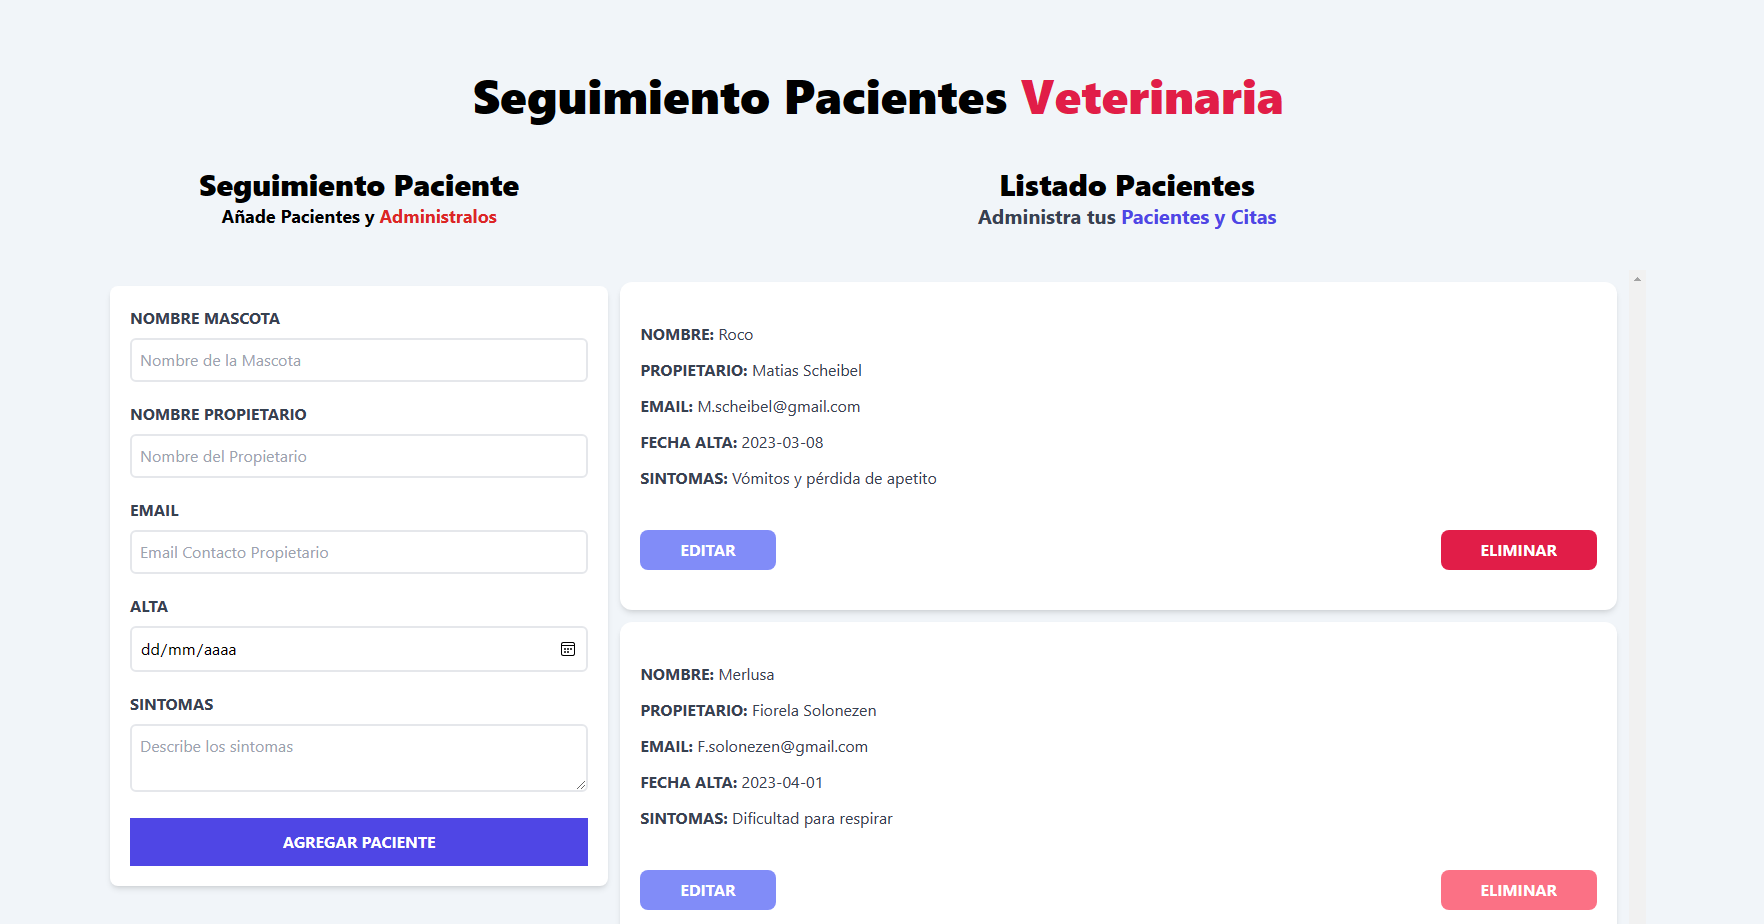 Seguimiento Pacientes Veterinaria
Seguimiento Paciente
Añade Pacientes y Administralos
NOMBRE MASCOTA
Nombre de la Mascota
NOMBRE PROPIETARIO
Nombre del Propietario
EMAIL
Email Contacto Propietario
ALTA
dd/mm/aaaa
SINTOMAS
Describe los sintomas
AGREGAR PACIENTE
Listado Pacientes
Administra tus Pacientes y Citas
NOMBRE: Roco
PROPIETARIO: Matias Scheibel
EMAIL: M.scheibel@gmail.com
FECHA ALTA: 2023-03-08
SINTOMAS: Vómitos y pérdida de apetito
EDITAR ELIMINAR
NOMBRE: Merlusa
PROPIETARIO: Fiorela Solonezen
EMAIL: F.solonezen@gmail.com
FECHA ALTA: 2023-04-01
SINTOMAS: Dificultad para respirar
EDITAR ELIMINAR